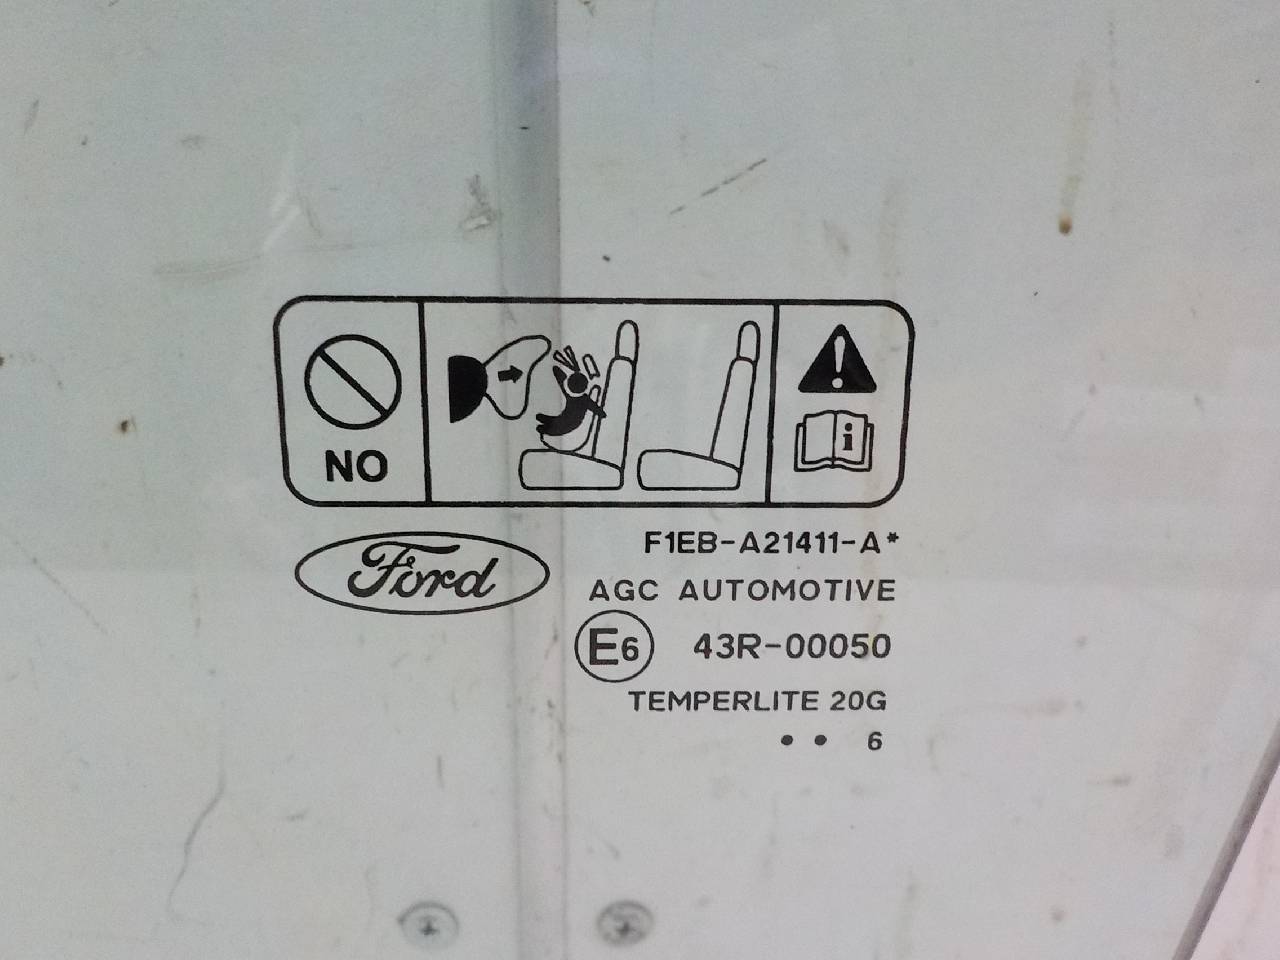 NO
i
Ford
F1EB-A21411-A*
AGC AUTOMOTIVE
E6 43R-00050
TEMPERLITE 20G
• • 6